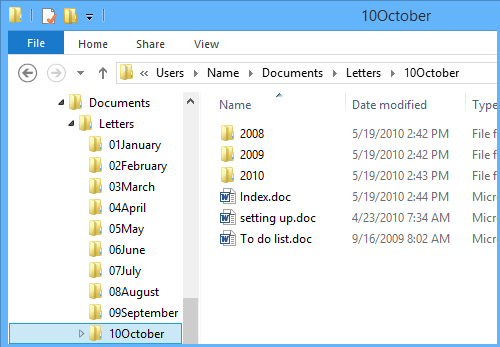 10October
File Home Share View
« Users Name Documents Letters 10October
Documents
Letters
01January
02February
03March
04April
05May
06June
07July
08August
09September
10October
Name Date modified Type
2008 5/19/2010 2:42 PM File f
2009 5/19/2010 2:42 PM File f
2010 5/19/2010 2:43 PM File f
Index.doc 5/19/2010 2:44 PM Micr
setting up.doc 4/23/2010 7:34 AM Micr
To do list.doc 9/16/2009 8:02 AM Micr